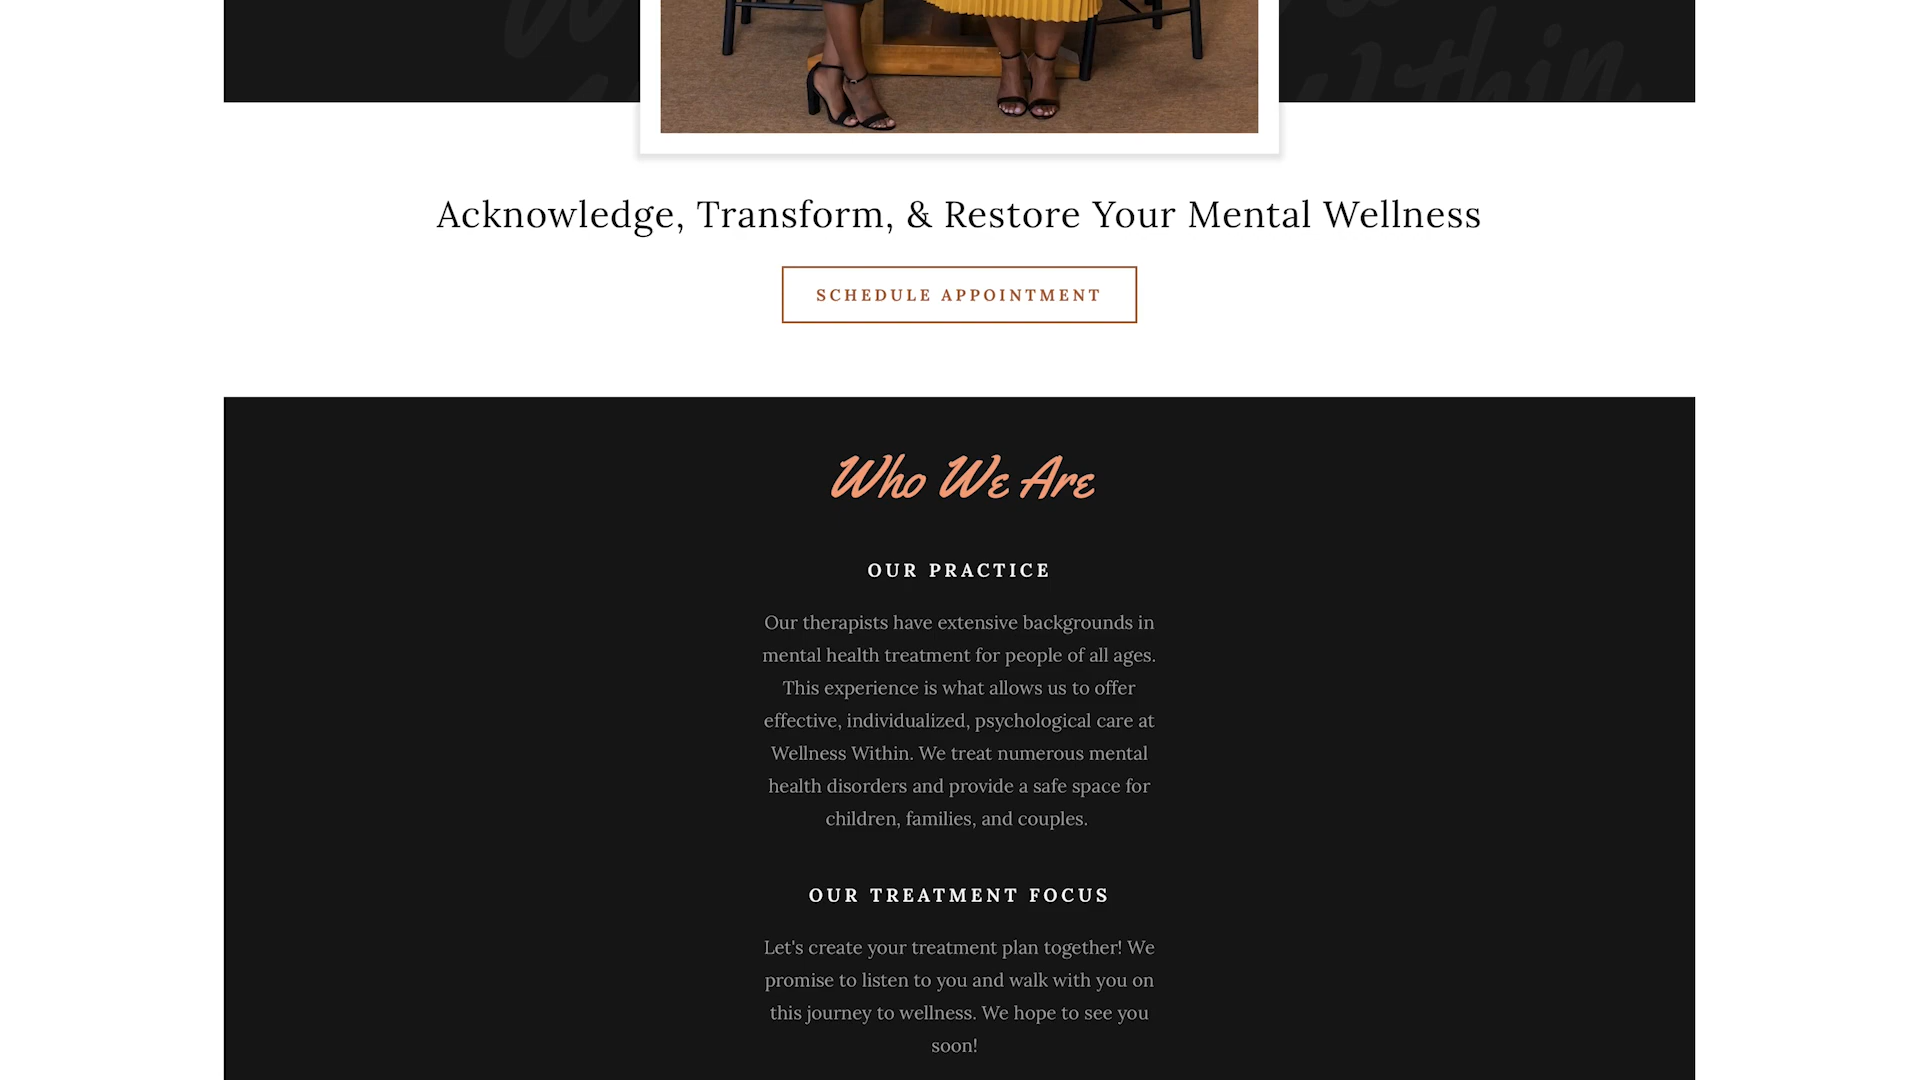 Within
Acknowledge, Transform, & Restore Your Mental Wellness
SCHEDULE APPOINTMENT
Who We Are
OUR PRACTICE
Our therapists have extensive backgrounds in
mental health treatment for people of all ages.
This experience is what allows us to offer
effective, individualized, psychological care at
Wellness Within. We treat numerous mental
health disorders and provide a safe space for
children, families, and couples.
OUR TREATMENT FOCUS
Let's create your treatment plan together! We
promise to listen to you and walk with you on
this journey to wellness. We hope to see you
soon!